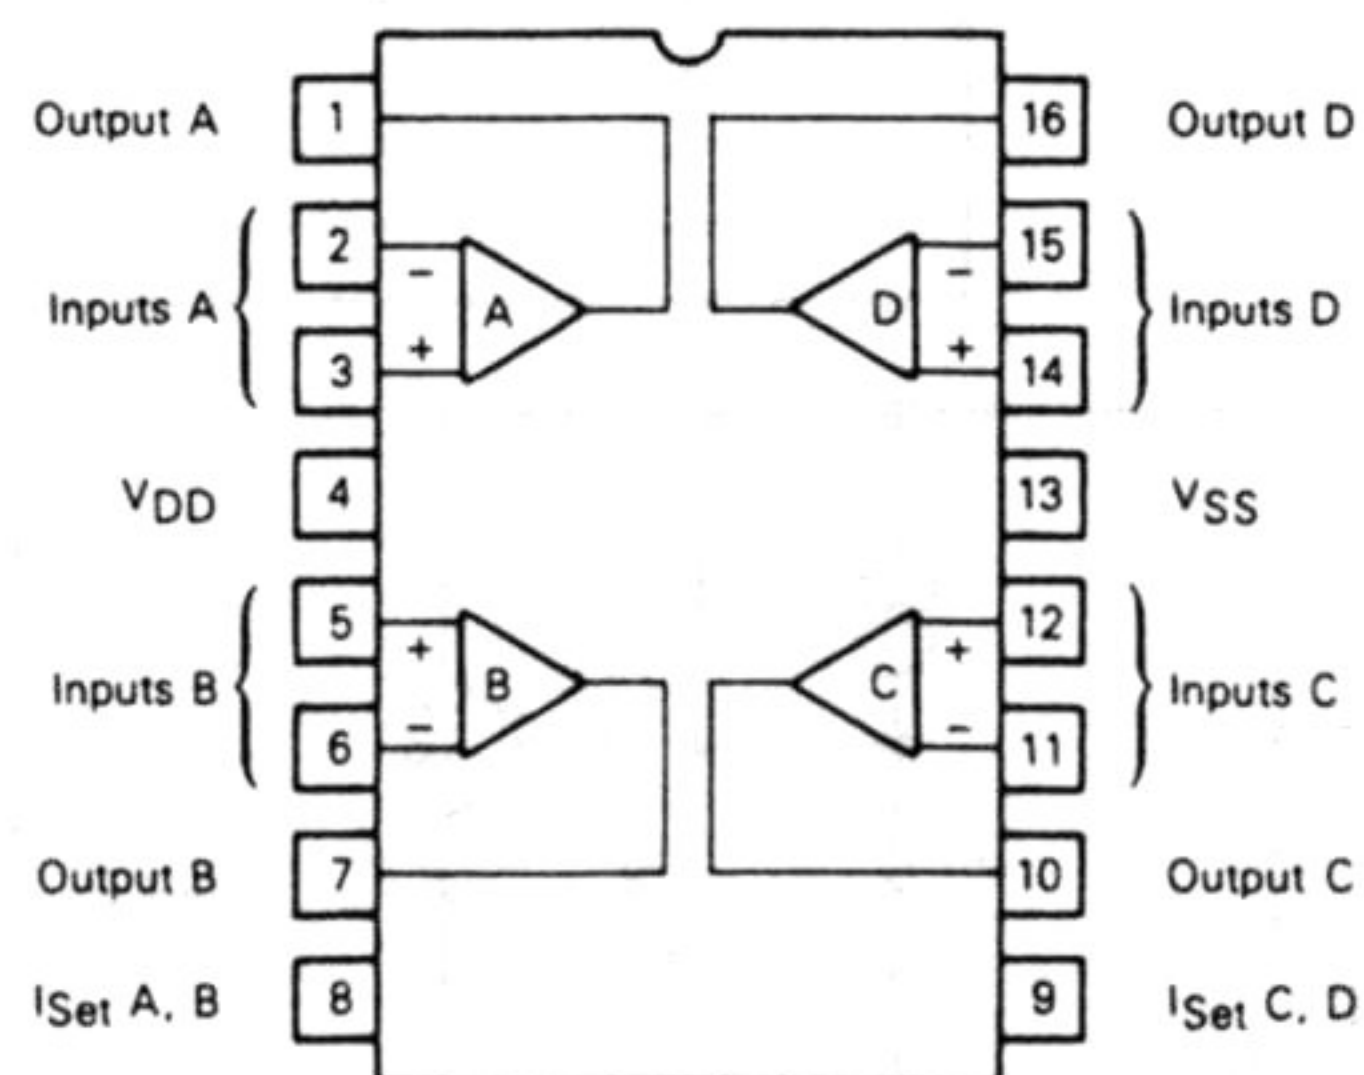 Output A 1 16 Output D
2 15
− −
Inputs A A D Inputs D
+ +
3 14
VDD 4 13 VSS
5 12
+ +
Inputs B B C Inputs C
− −
6 11
Output B 7 10 Output C
ISet A, B 8 9 ISet C, D